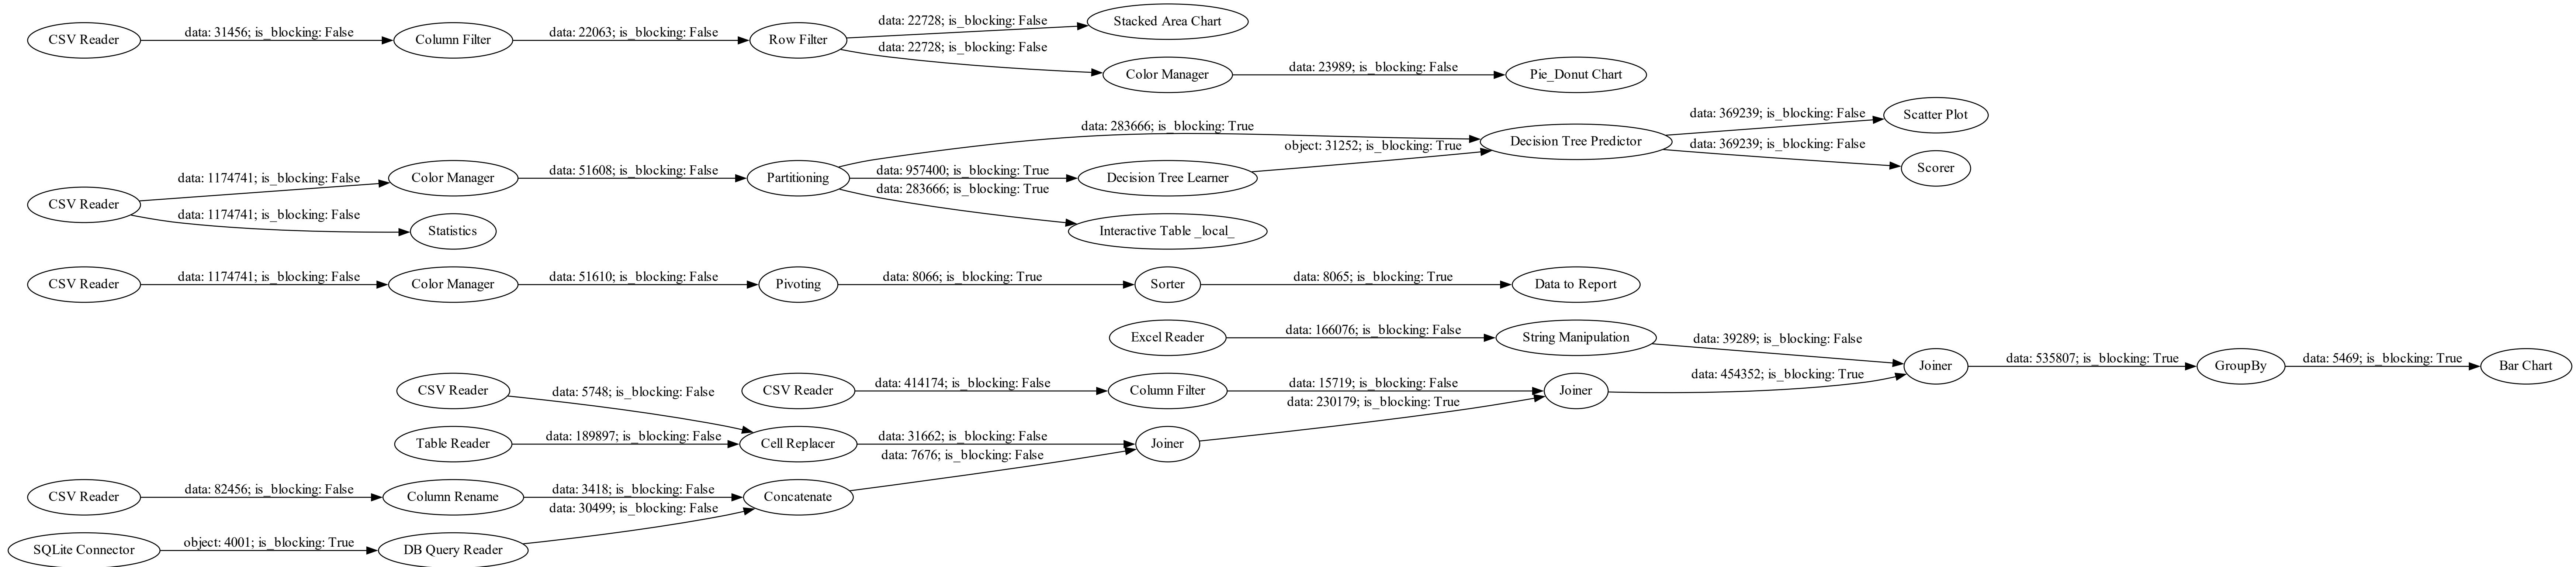 CSV Reader
data: 31456; is_blocking: False
Column Filter
data: 22063; is_blocking: False
Row Filter
data: 22728; is_blocking: False
Stacked Area Chart
data: 22728; is_blocking: False
Color Manager
data: 23989; is_blocking: False
Pie_Donut Chart
CSV Reader
data: 1174741; is_blocking: False
Color Manager
data: 51608; is_blocking: False
Partitioning
data: 283666; is_blocking: True
data: 957400; is_blocking: True
Decision Tree Learner
object: 31252; is_blocking: True
Decision Tree Predictor
data: 369239; is_blocking: False
Scatter Plot
data: 369239; is_blocking: False
Scorer
data: 283666; is_blocking: True
Interactive Table _local_
data: 1174741; is_blocking: False
Statistics
CSV Reader
data: 1174741; is_blocking: False
Color Manager
data: 51610; is_blocking: False
Pivoting
data: 8066; is_blocking: True
Sorter
data: 8065; is_blocking: True
Data to Report
Excel Reader
data: 166076; is_blocking: False
String Manipulation
data: 39289; is_blocking: False
Joiner
data: 535807; is_blocking: True
GroupBy
data: 5469; is_blocking: True
Bar Chart
CSV Reader
data: 5748; is_blocking: False
CSV Reader
data: 414174; is_blocking: False
Column Filter
data: 15719; is_blocking: False
Joiner
data: 454352; is_blocking: True
data: 230179; is_blocking: True
Table Reader
data: 189897; is_blocking: False
Cell Replacer
data: 31662; is_blocking: False
Joiner
data: 7676; is_blocking: False
CSV Reader
data: 82456; is_blocking: False
Column Rename
data: 3418; is_blocking: False
Concatenate
data: 30499; is_blocking: False
SQLite Connector
object: 4001; is_blocking: True
DB Query Reader